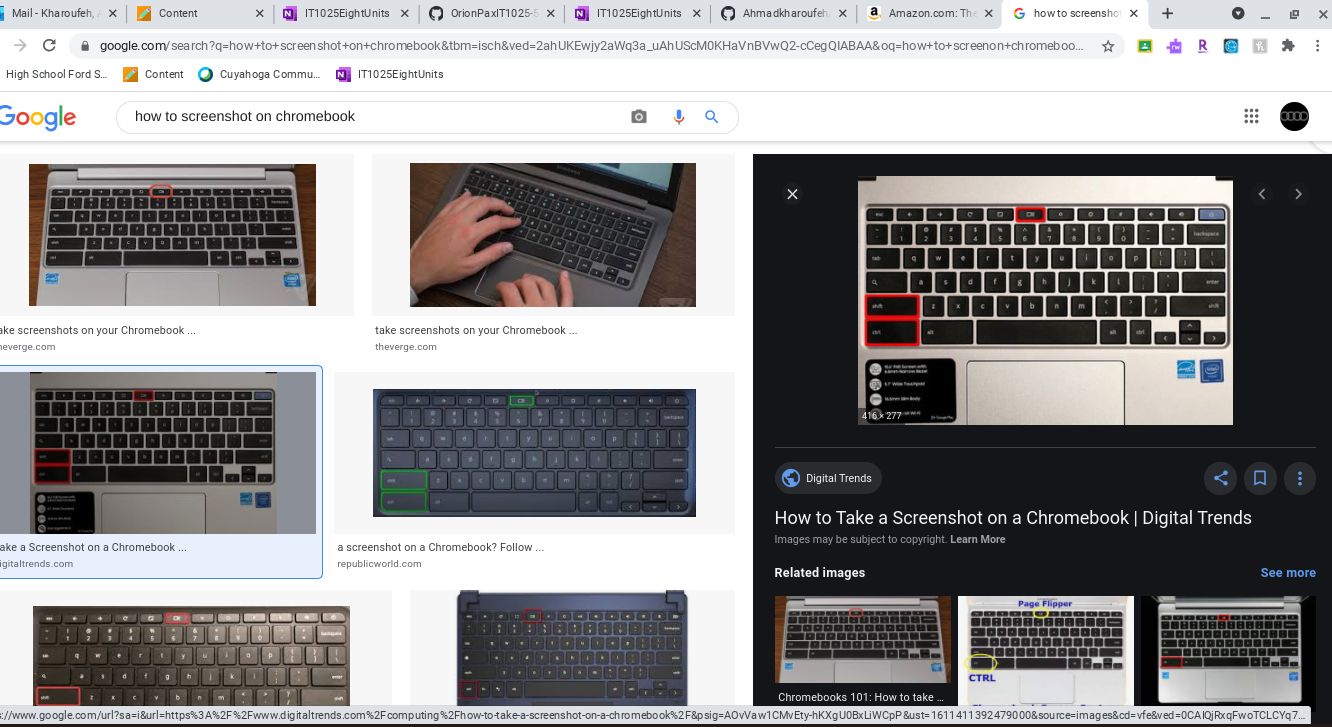 Mail - Kharoufeh, A
Content
IT1025EightUnits
OrionPaxIT1025-S
IT1025EightUnits
Ahmadkharoufeh
Amazon.com: The
how to screenshot
google.com/search?q=how+to+screenshot+on+chromebook&tbm=isch&ved=2ahUKEwjy2aWq3a_uAhUScM0KHaVnBVwQ2-cCegQIABAA&oq=how+to+screenon+chromeboo...
High School Ford S...
Content
Cuyahoga Commu...
IT1025EightUnits
Google
how to screenshot on chromebook
ake screenshots on your Chromebook ...
heverge.com
take screenshots on your Chromebook ...
theverge.com
ake a Screenshot on a Chromebook ...
igitaltrends.com
a screenshot on a Chromebook? Follow ...
republicworld.com
416 × 277
Digital Trends
How to Take a Screenshot on a Chromebook | Digital Trends
Images may be subject to copyright. Learn More
Related images
See more
Page Flipper
CTRL
Chromebooks 101: How to take ...
s://www.google.com/url?sa=i&url=https%3A%2F%2Fwww.digitaltrends.com%2Fcomputing%2Fhow-to-take-a-screenshot-on-a-chromebook%2F&psig=AOvVaw1CMvEty-hKXgU0BxLiWCpP&ust=1611411392479000&source=images&cd=vfe&ved=0CAIQjRxqFwoTCLCYq7...